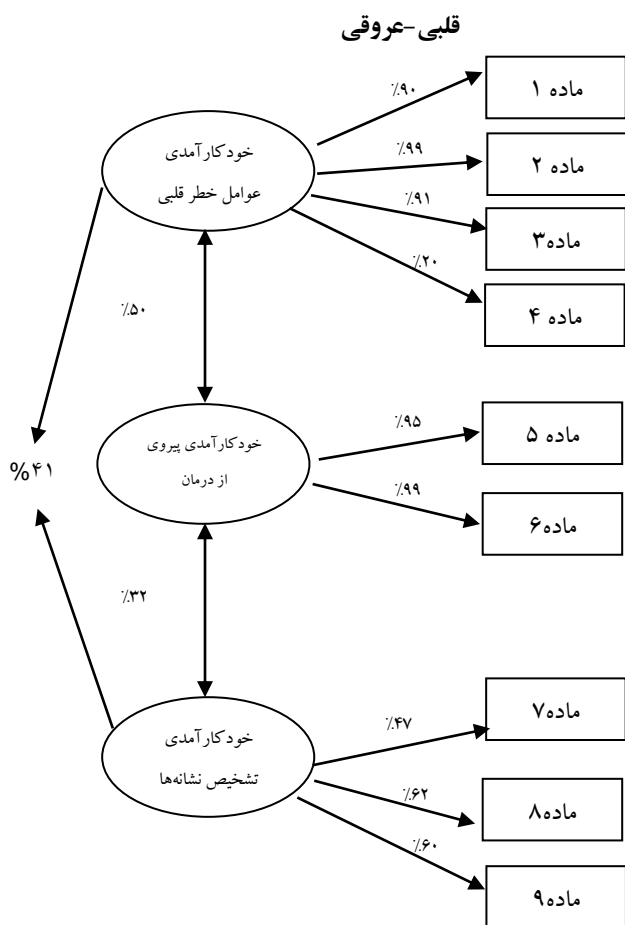 قلبی-عروقی
٪۹۰
ماده ۱
خودکارآمدی
عوامل خطر قلبی
٪۹۹
ماده ۲
٪۹۱
ماده۳
٪۲۰
ماده ۴
٪۵۰
خودکارآمدی پیروی
از درمان
٪۹۵
ماده ۵
%۴۱
٪۹۹
ماده۶
٪۳۲
خودکارآمدی
تشخیص نشانه‌ها
٪۴۷
ماده۷
٪۶۲
ماده۸
٪۶۰
ماده۹